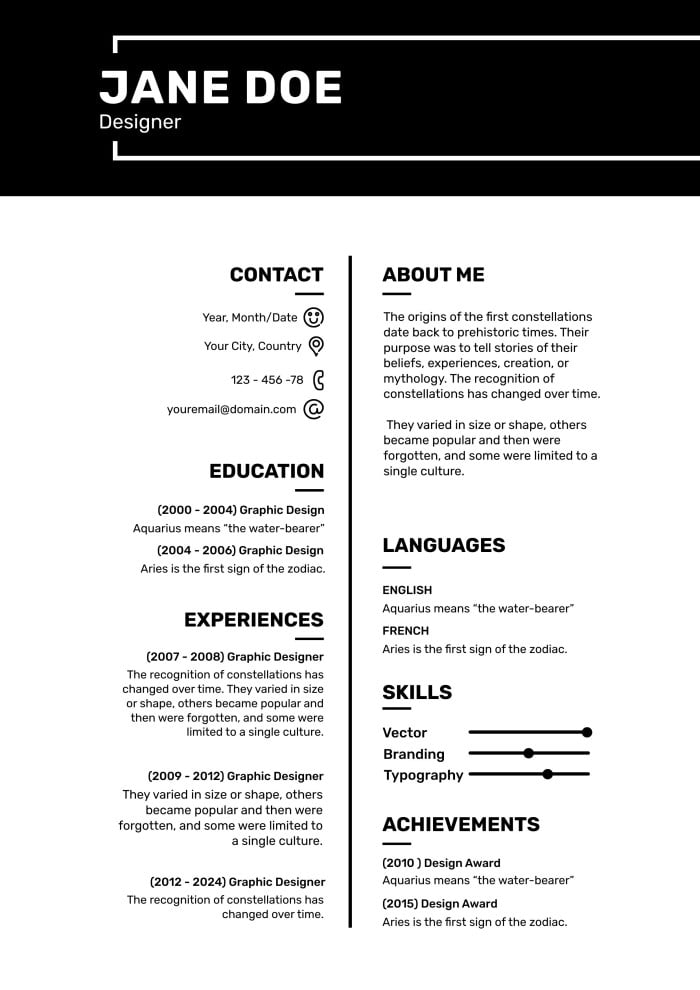 JANE DOE
Designer
CONTACT
Year, Month/Date
Your City, Country
123 - 456 -78
youremail@domain.com
EDUCATION
(2000 - 2004) Graphic Design
Aquarius means “the water-bearer”
(2004 - 2006) Graphic Design
Aries is the first sign of the zodiac.
EXPERIENCES
(2007 - 2008) Graphic Designer
The recognition of constellations has
changed over time. They varied in size
or shape, others became popular and
then were forgotten, and some were
limited to a single culture.
(2009 - 2012) Graphic Designer
They varied in size or shape, others
became popular and then were
forgotten, and some were limited to
a single culture.
(2012 - 2024) Graphic Designer
The recognition of constellations has
changed over time.
ABOUT ME
The origins of the first constellations
date back to prehistoric times. Their
purpose was to tell stories of their
beliefs, experiences, creation, or
mythology. The recognition of
constellations has changed over time.
They varied in size or shape, others
became popular and then were
forgotten, and some were limited to a
single culture.
LANGUAGES
ENGLISH
Aquarius means “the water-bearer”
FRENCH
Aries is the first sign of the zodiac.
SKILLS
Vector
Branding
Typography
ACHIEVEMENTS
(2010 ) Design Award
Aquarius means “the water-bearer”
(2015) Design Award
Aries is the first sign of the zodiac.